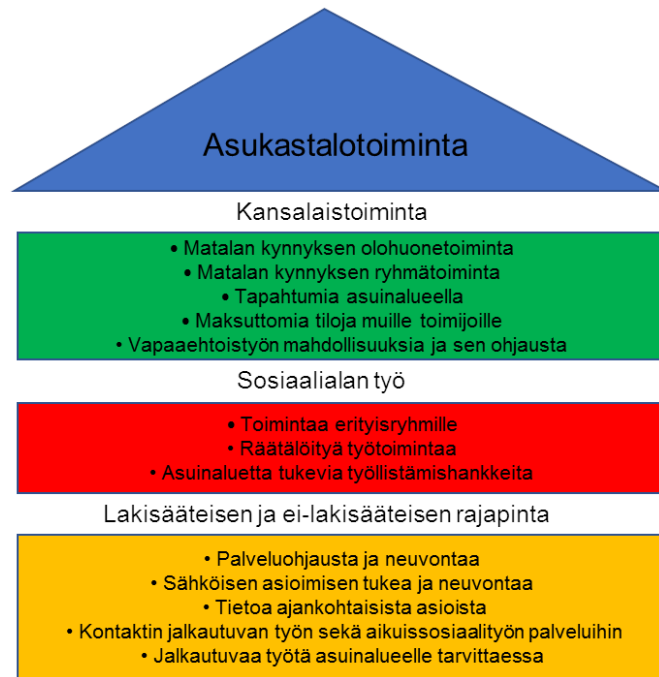 Asukastalotoiminta
Kansalaistoiminta
• Matalan kynnyksen olohuonetoiminta
• Matalan kynnyksen ryhmätoiminta
• Tapahtumia asuinalueella
• Maksuttomia tiloja muille toimijoille
• Vapaaehtoistyön mahdollisuuksia ja sen ohjausta
Sosiaalialan työ
• Toimintaa erityisryhmille
• Räätälöityä työtoimintaa
• Asuinaluetta tukevia työllistämishankkeita
Lakisääteisen ja ei-lakisääteisen rajapinta
• Palveluohjausta ja neuvontaa
• Sähköisen asioimisen tukea ja neuvontaa
• Tietoa ajankohtaisista asioista
• Kontaktin jalkautuvan työn sekä aikuissosiaalityön palveluihin
• Jalkautuvaa työtä asuinalueelle tarvittaessa